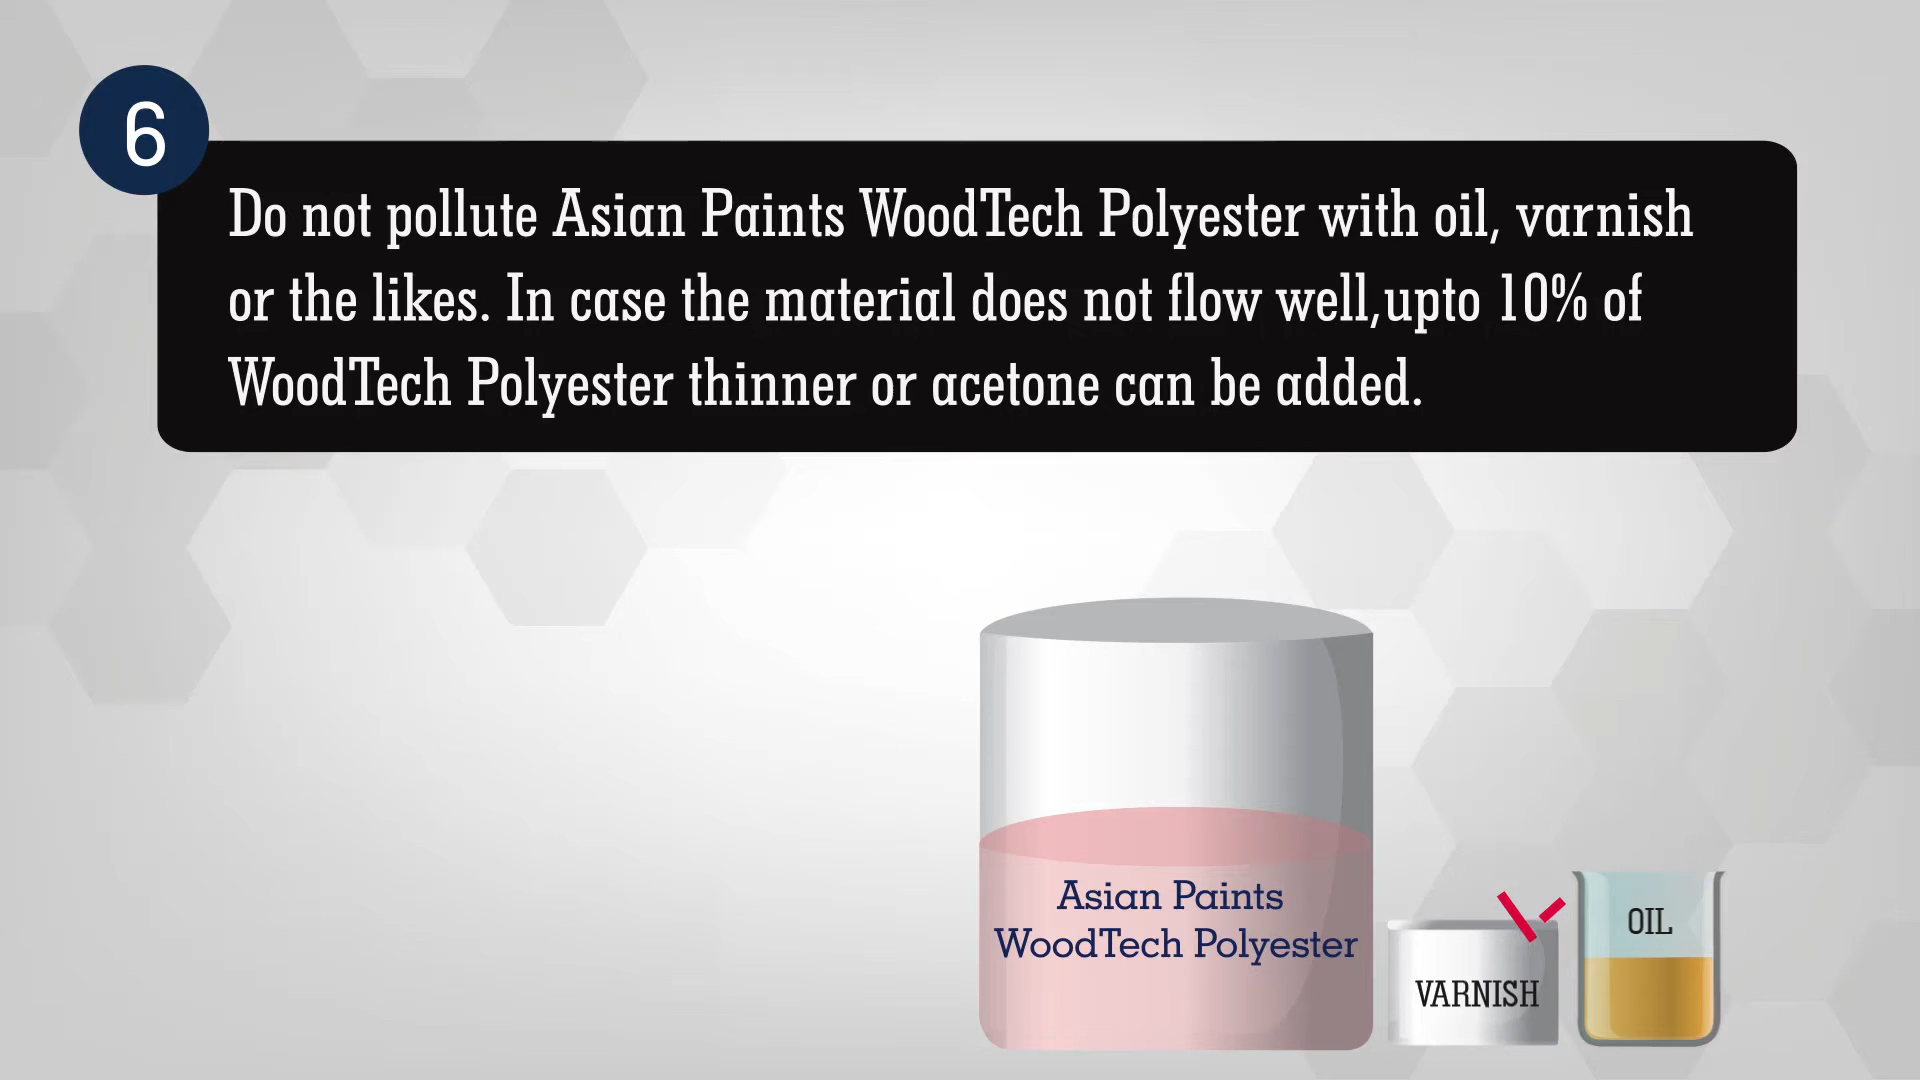 6
Do not pollute Asian Paints WoodTech Polyester with oil, varnish
or the likes. In case the material does not flow well,upto 10% of
WoodTech Polyester thinner or acetone can be added.
Asian Paints
WoodTech Polyester
VARNISH
OIL